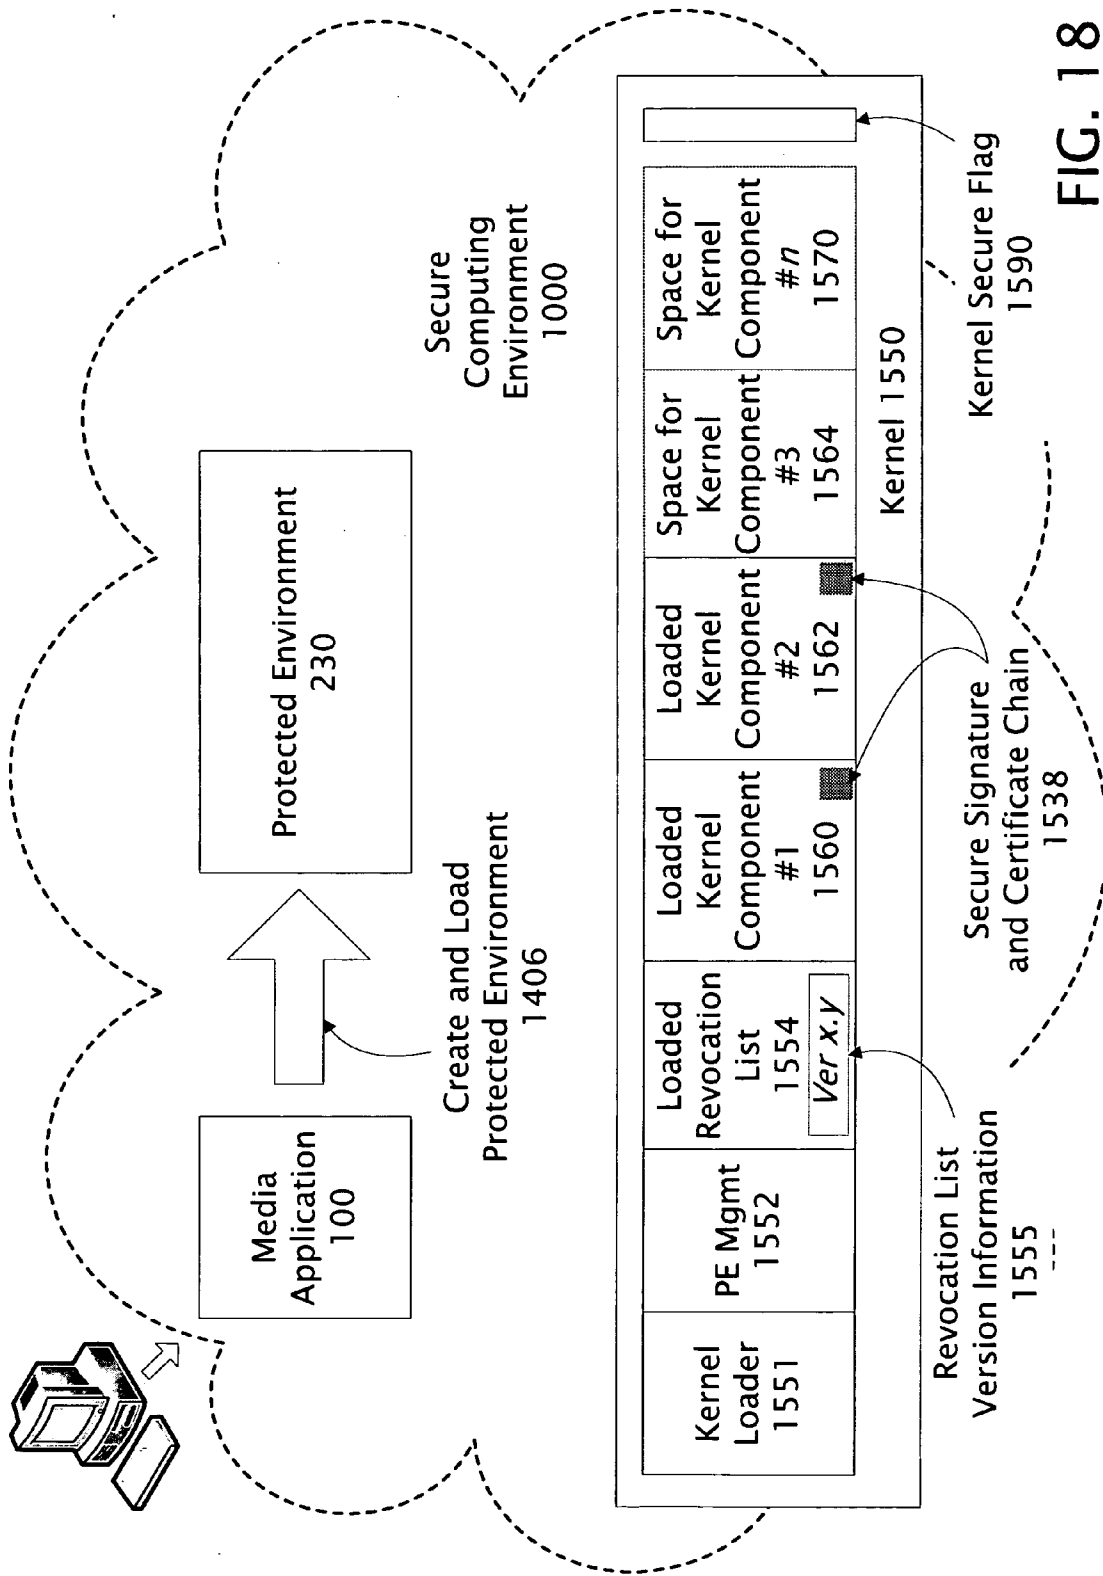 Media
Application
100
Protected Environment
230
Create and Load
Protected Environment
1406
Secure
Computing
Environment
1000
Kernel
Loader
1551
PE Mgmt
1552
Loaded
Revocation
List
1554
Ver x.y
Loaded
Kernel
Component
#1
1560
Loaded
Kernel
Component
#2
1562
Space for
Kernel
Component
#3
1564
Space for
Kernel
Component
#n
1570
Kernel 1550
Revocation List
Version Information
1555
Secure Signature
and Certificate Chain
1538
Kernel Secure Flag
1590
FIG. 18